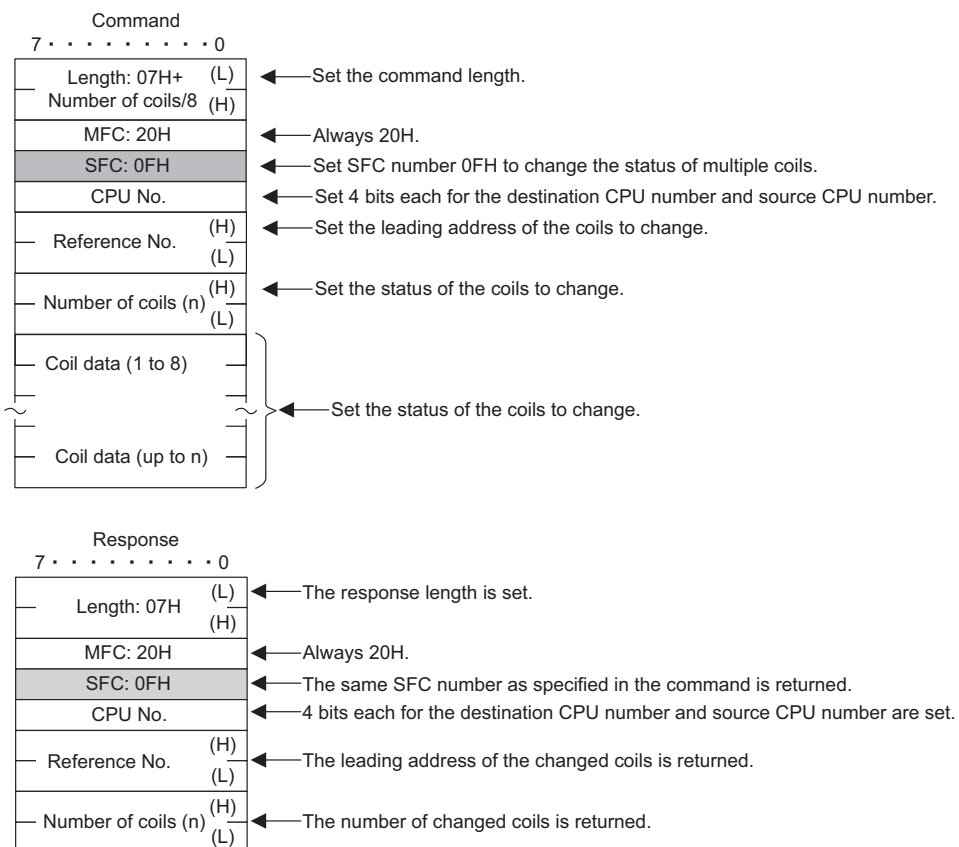 Command
7 · · · · · · · · · 0
Length: 07H+ (L)
Number of coils/8 (H)
Set the command length.
MFC: 20H
Always 20H.
SFC: 0FH
Set SFC number 0FH to change the status of multiple coils.
CPU No.
Set 4 bits each for the destination CPU number and source CPU number.
Reference No. (H)
(L)
Set the leading address of the coils to change.
Number of coils (n) (H)
(L)
Set the status of the coils to change.
Coil data (1 to 8)
Set the status of the coils to change.
Coil data (up to n)
Response
7 · · · · · · · · · 0
Length: 07H (L)
(H)
The response length is set.
MFC: 20H
Always 20H.
SFC: 0FH
The same SFC number as specified in the command is returned.
CPU No.
4 bits each for the destination CPU number and source CPU number are set.
Reference No. (H)
(L)
The leading address of the changed coils is returned.
Number of coils (n) (H)
(L)
The number of changed coils is returned.